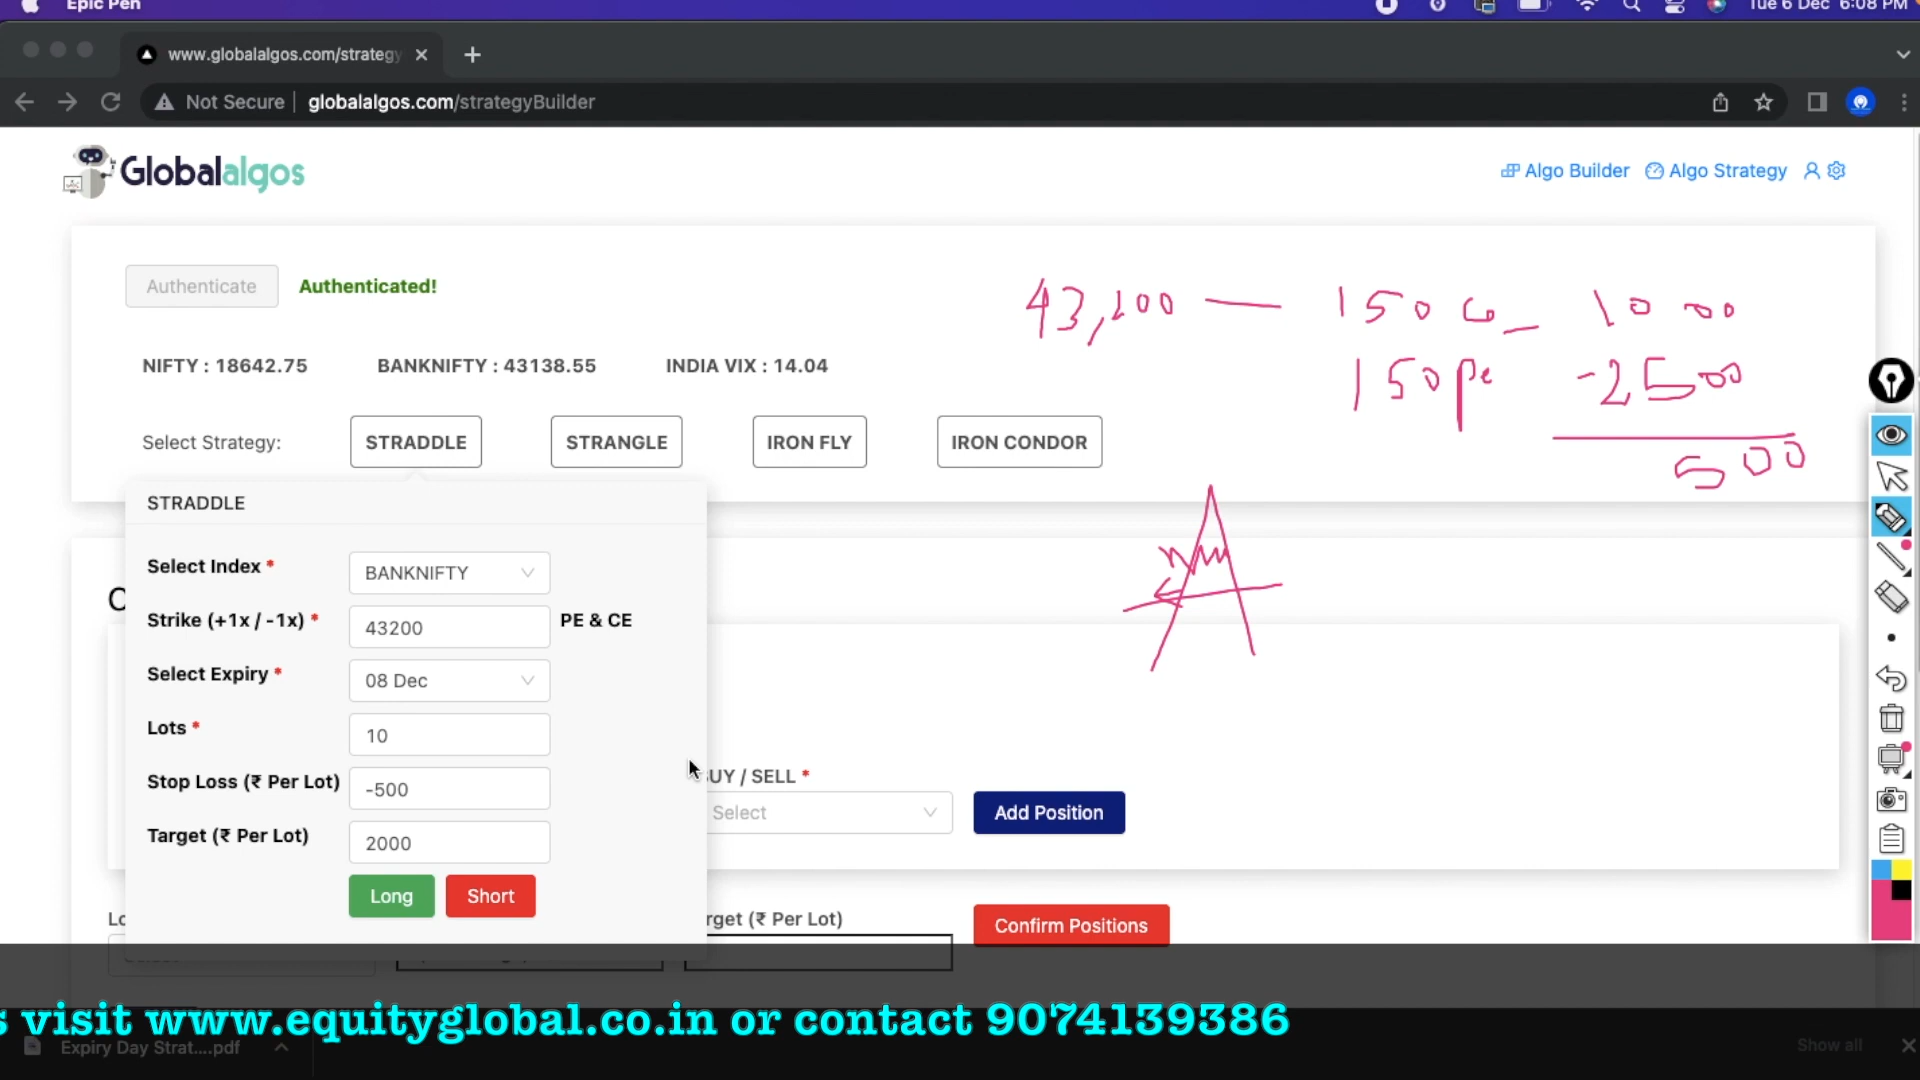 Epic Pen
Tue 6 Dec 6:08 PM
www.globalalgos.com/strategy
Not Secure globalalgos.com/strategyBuilder
Globalalgos
Algo Builder Algo Strategy
Authenticate Authenticated!
43,200 — 150 ce - 10 00
NIFTY : 18642.75 BANKNIFTY : 43138.55 INDIA VIX : 14.04
150 pe -2500
500
Select Strategy: STRADDLE STRANGLE IRON FLY IRON CONDOR
STRADDLE
Select Index * BANKNIFTY
Strike (+1x / -1x) * 43200 PE & CE
Select Expiry * 08 Dec
Lots * 10
Stop Loss (₹ Per Lot) -500
Target (₹ Per Lot) 2000
Long Short
UY / SELL *
Select
Add Position
Lo
rget (₹ Per Lot)
Confirm Positions
s visit www.equityglobal.co.in or contact 9074139386
Expiry Day Strat....pdf
Show all